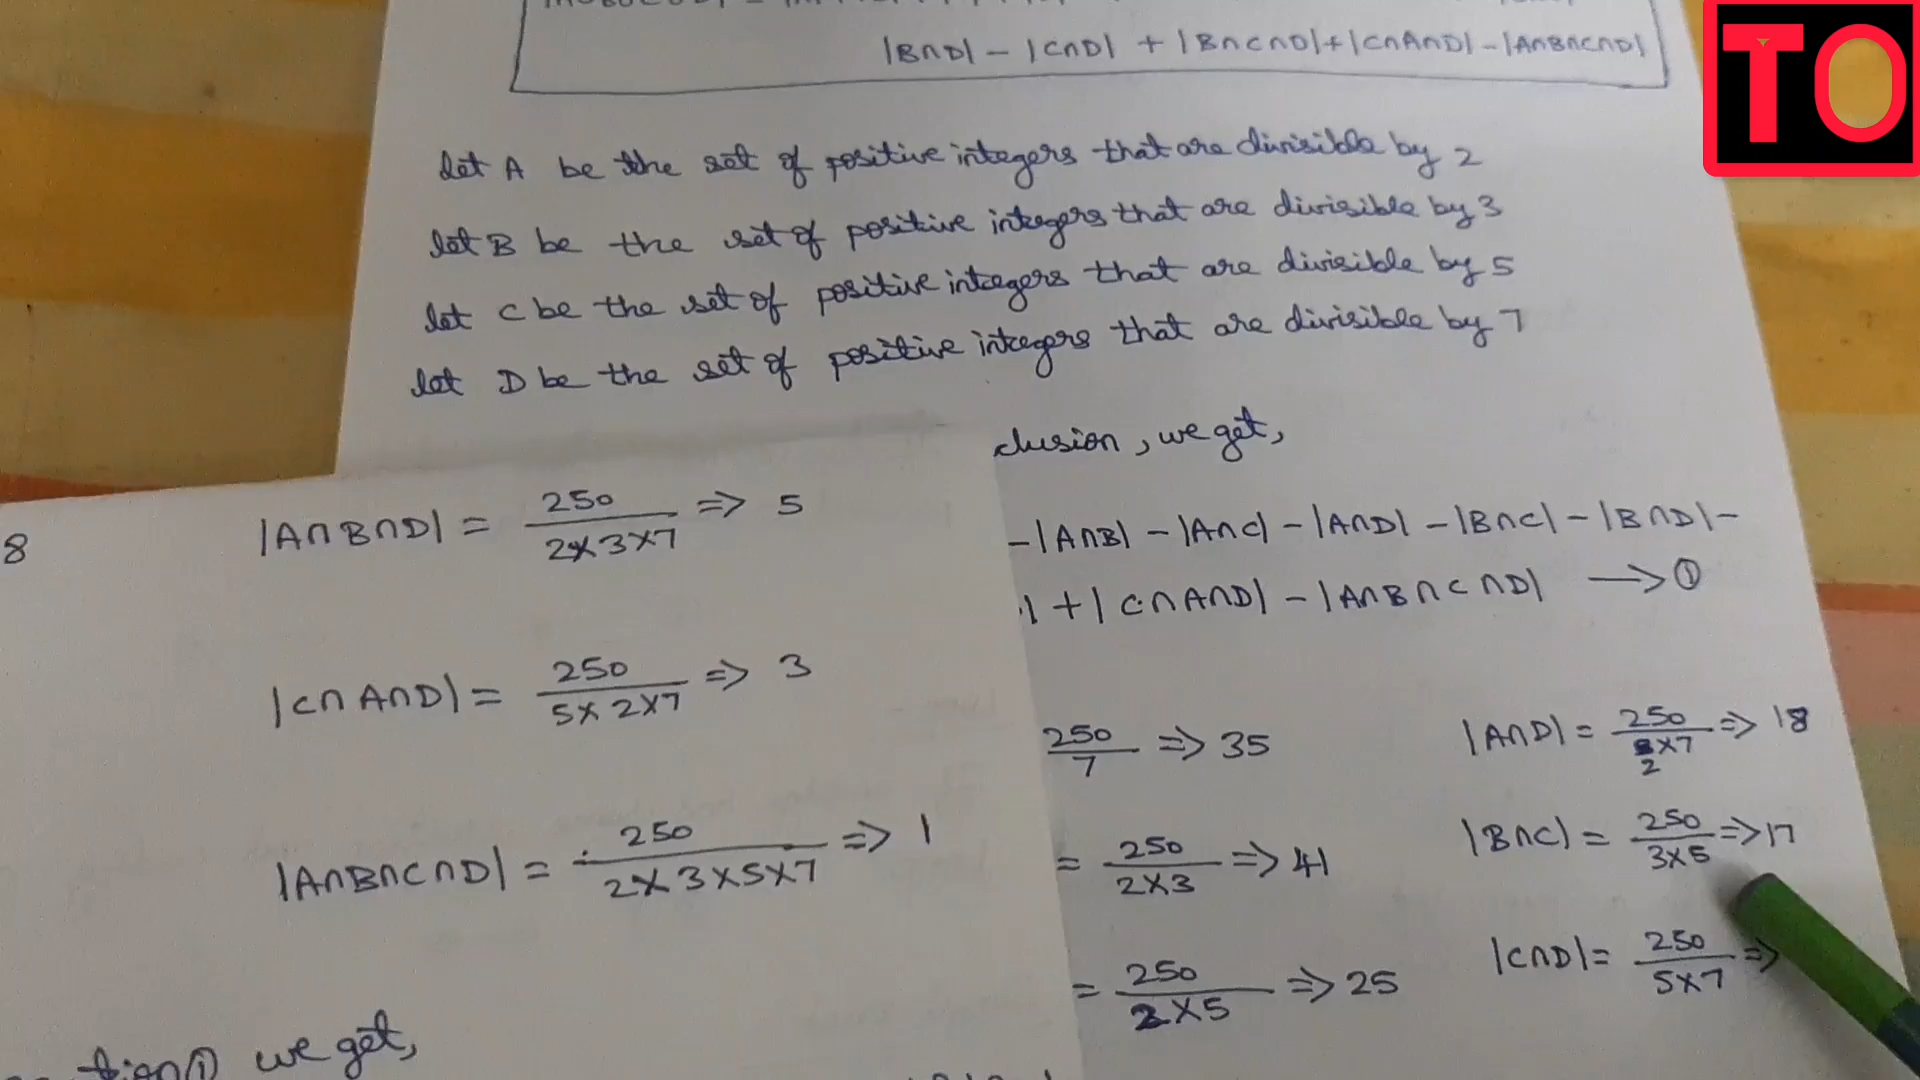 TO
|B∩D| - |C∩D| + |B∩C∩D| + |C∩A∩D| - |A∩B∩C∩D|
let A be the set of positive integers that are divisible by 2
let B be the set of positive integers that are divisible by 3
let C be the set of positive integers that are divisible by 5
let D be the set of positive integers that are divisible by 7
clusion, we get,
- |A∩B| - |A∩C| - |A∩D| - |B∩C| - |B∩D| -
| + | C∩A∩D| - |A∩B∩C∩D| → ①
8
|A∩B∩D| = 250/2×3×7 => 5
|C∩A∩D| = 250/5×2×7 => 3
|A∩B∩C∩D| = 250/2×3×5×7 => 1
we get,
250/7 => 35
= 250/2×3 => 41
= 250/2×5 => 25
|A∩D| = 250/2×7 => 18
|B∩C| = 250/3×5 => 17
|C∩D| = 250/5×7 =>